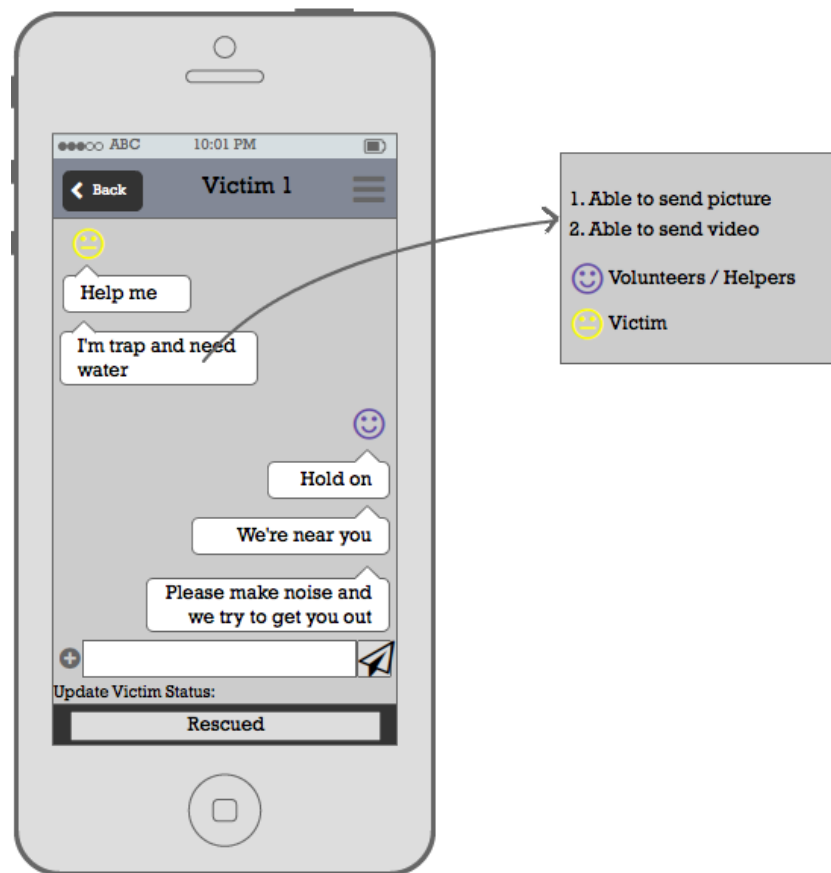 ABC 10:01 PM
Back Victim 1
Help me
I'm trap and need
water
Hold on
We're near you
Please make noise and
we try to get you out
Update Victim Status:
Rescued
1. Able to send picture
2. Able to send video
Volunteers / Helpers
Victim